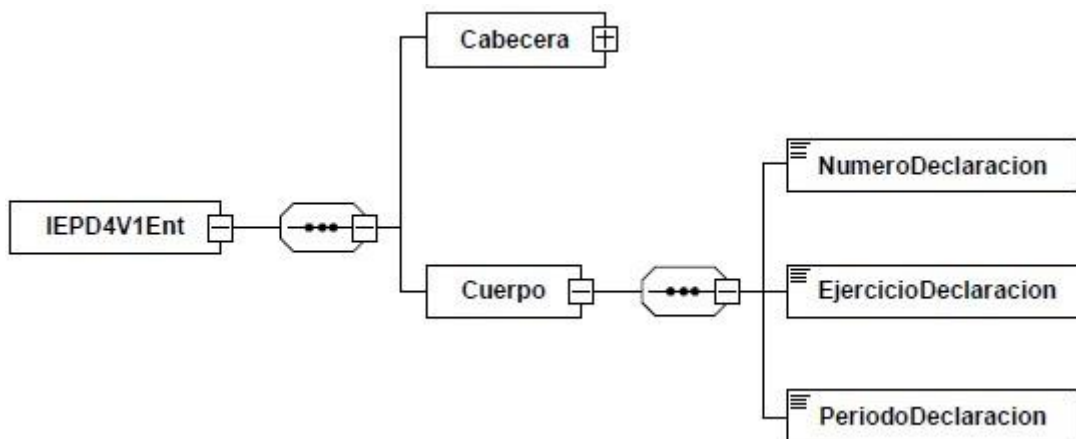 Cabecera
NumeroDeclaracion
IEPD4V1Ent
Cuerpo
EjercicioDeclaracion
PeriodoDeclaracion